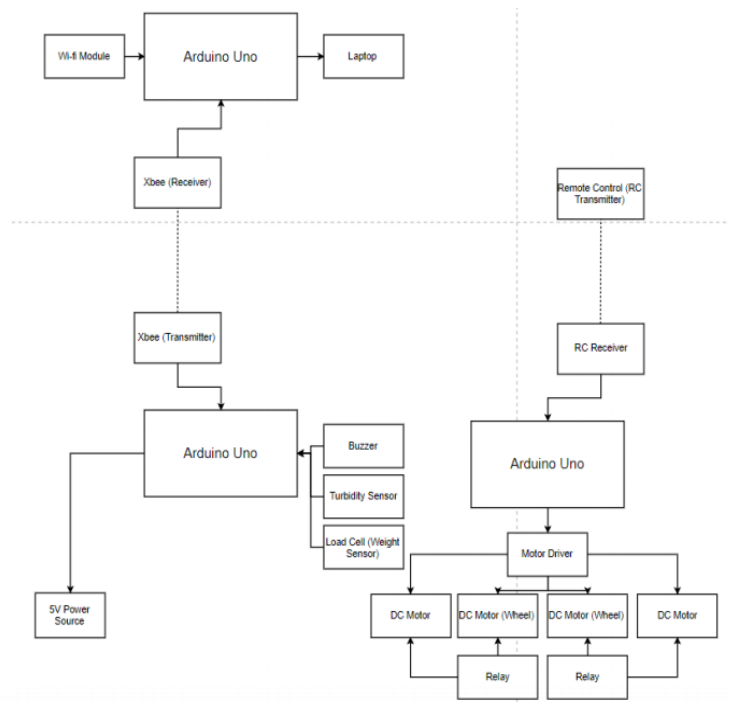 Wi-fi Module
Arduino Uno
Laptop
Xbee (Receiver)
Remote Control (RC
Transmitter)
Xbee (Transmitter)
RC Receiver
Arduino Uno
Buzzer
Turbidity Sensor
Load Cell (Weight
Sensor)
Arduino Uno
Motor Driver
5V Power
Source
DC Motor
DC Motor (Wheel)
DC Motor (Wheel)
DC Motor
Relay
Relay